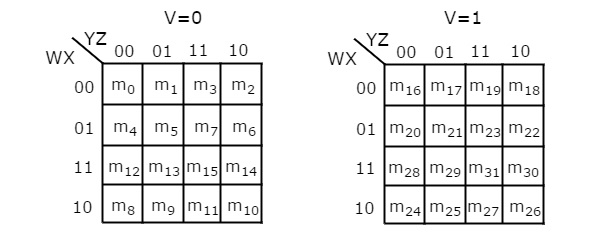 V=0 V=1
YZ YZ
WX 00 01 11 10 WX 00 01 11 10
00 m₀ m₁ m₃ m₂ 00 m₁₆ m₁₇ m₁₉ m₁₈
01 m₄ m₅ m₇ m₆ 01 m₂₀ m₂₁ m₂₃ m₂₂
11 m₁₂ m₁₃ m₁₅ m₁₄ 11 m₂₈ m₂₉ m₃₁ m₃₀
10 m₈ m₉ m₁₁ m₁₀ 10 m₂₄ m₂₅ m₂₇ m₂₆